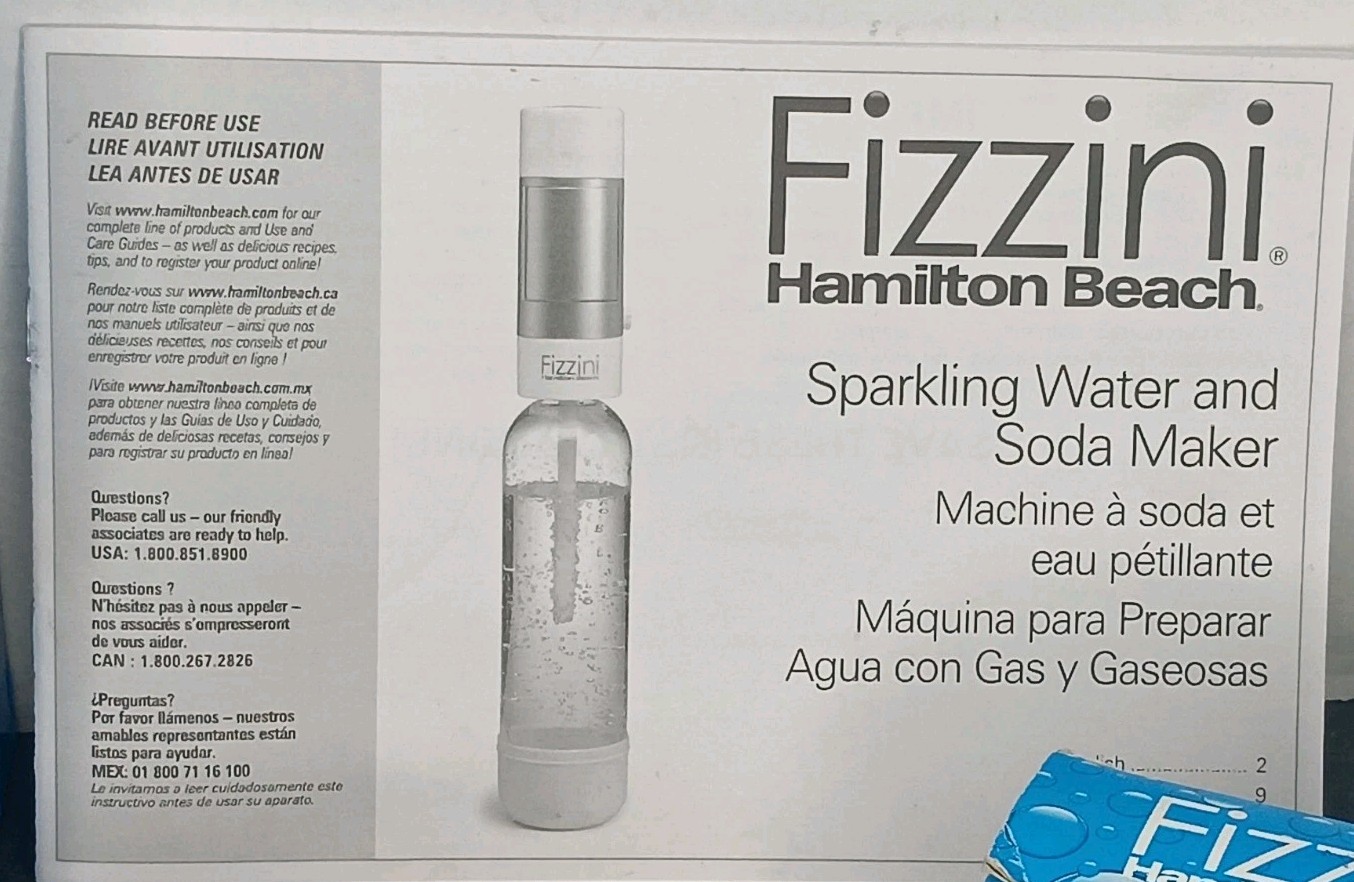 READ BEFORE USE
LIRE AVANT UTILISATION
LEA ANTES DE USAR
Visit www.hamiltonbeach.com for our
complete line of products and Use and
Care Guides – as well as delicious recipes,
tips, and to register your product online!
Rendez-vous sur www.hamiltonbeach.ca
pour notre liste complète de produits et de
nos manuels utilisateur – ainsi que nos
délicieuses recettes, nos conseils et pour
enregistrer votre produit en ligne !
¡Visite www.hamiltonbeach.com.mx
para obtener nuestra línea completa de
productos y las Guías de Uso y Cuidado,
además de deliciosas recetas, consejos y
para registrar su producto en línea!
Questions?
Please call us – our friendly
associates are ready to help.
USA: 1.800.851.8900
Questions ?
N'hésitez pas à nous appeler –
nos associés s'empresseront
de vous aider.
CAN : 1.800.267.2826
¿Preguntas?
Por favor llámenos – nuestros
amables representantes están
listos para ayudar.
MEX: 01 800 71 16 100
Le invitamos a leer cuidadosamente este
instructivo antes de usar su aparato.
Fizzini
Fizzini®
Hamilton Beach®
Sparkling Water and
Soda Maker
Machine à soda et
eau pétillante
Máquina para Preparar
Agua con Gas y Gaseosas
2
9
Fizz
Ham